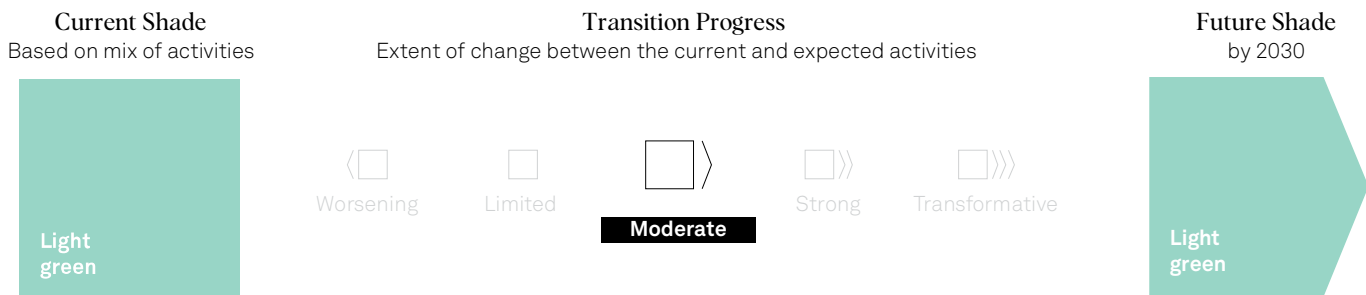 Current Shade
Based on mix of activities
Transition Progress
Extent of change between the current and expected activities
Future Shade
by 2030
Light
green
Worsening
Limited
Moderate
Strong
Transformative
Light
green